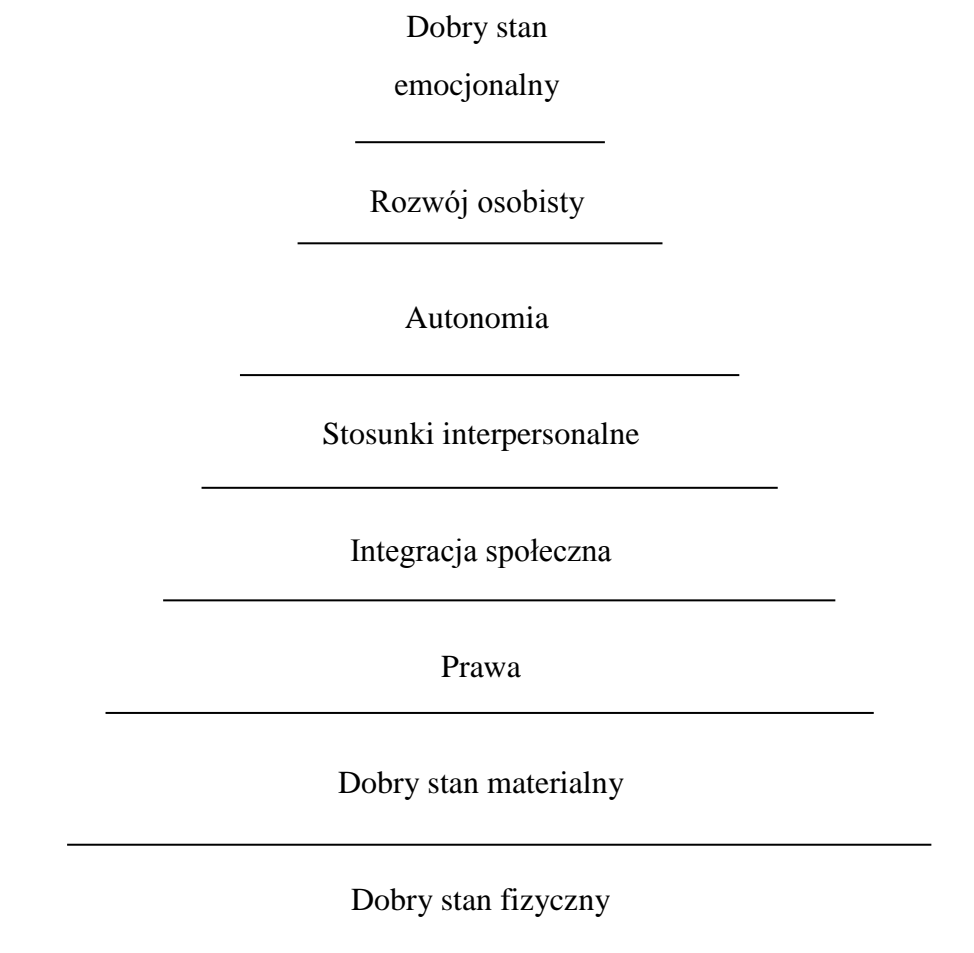 Dobry stan
emocjonalny
Rozwój osobisty
Autonomia
Stosunki interpersonalne
Integracja społeczna
Prawa
Dobry stan materialny
Dobry stan fizyczny